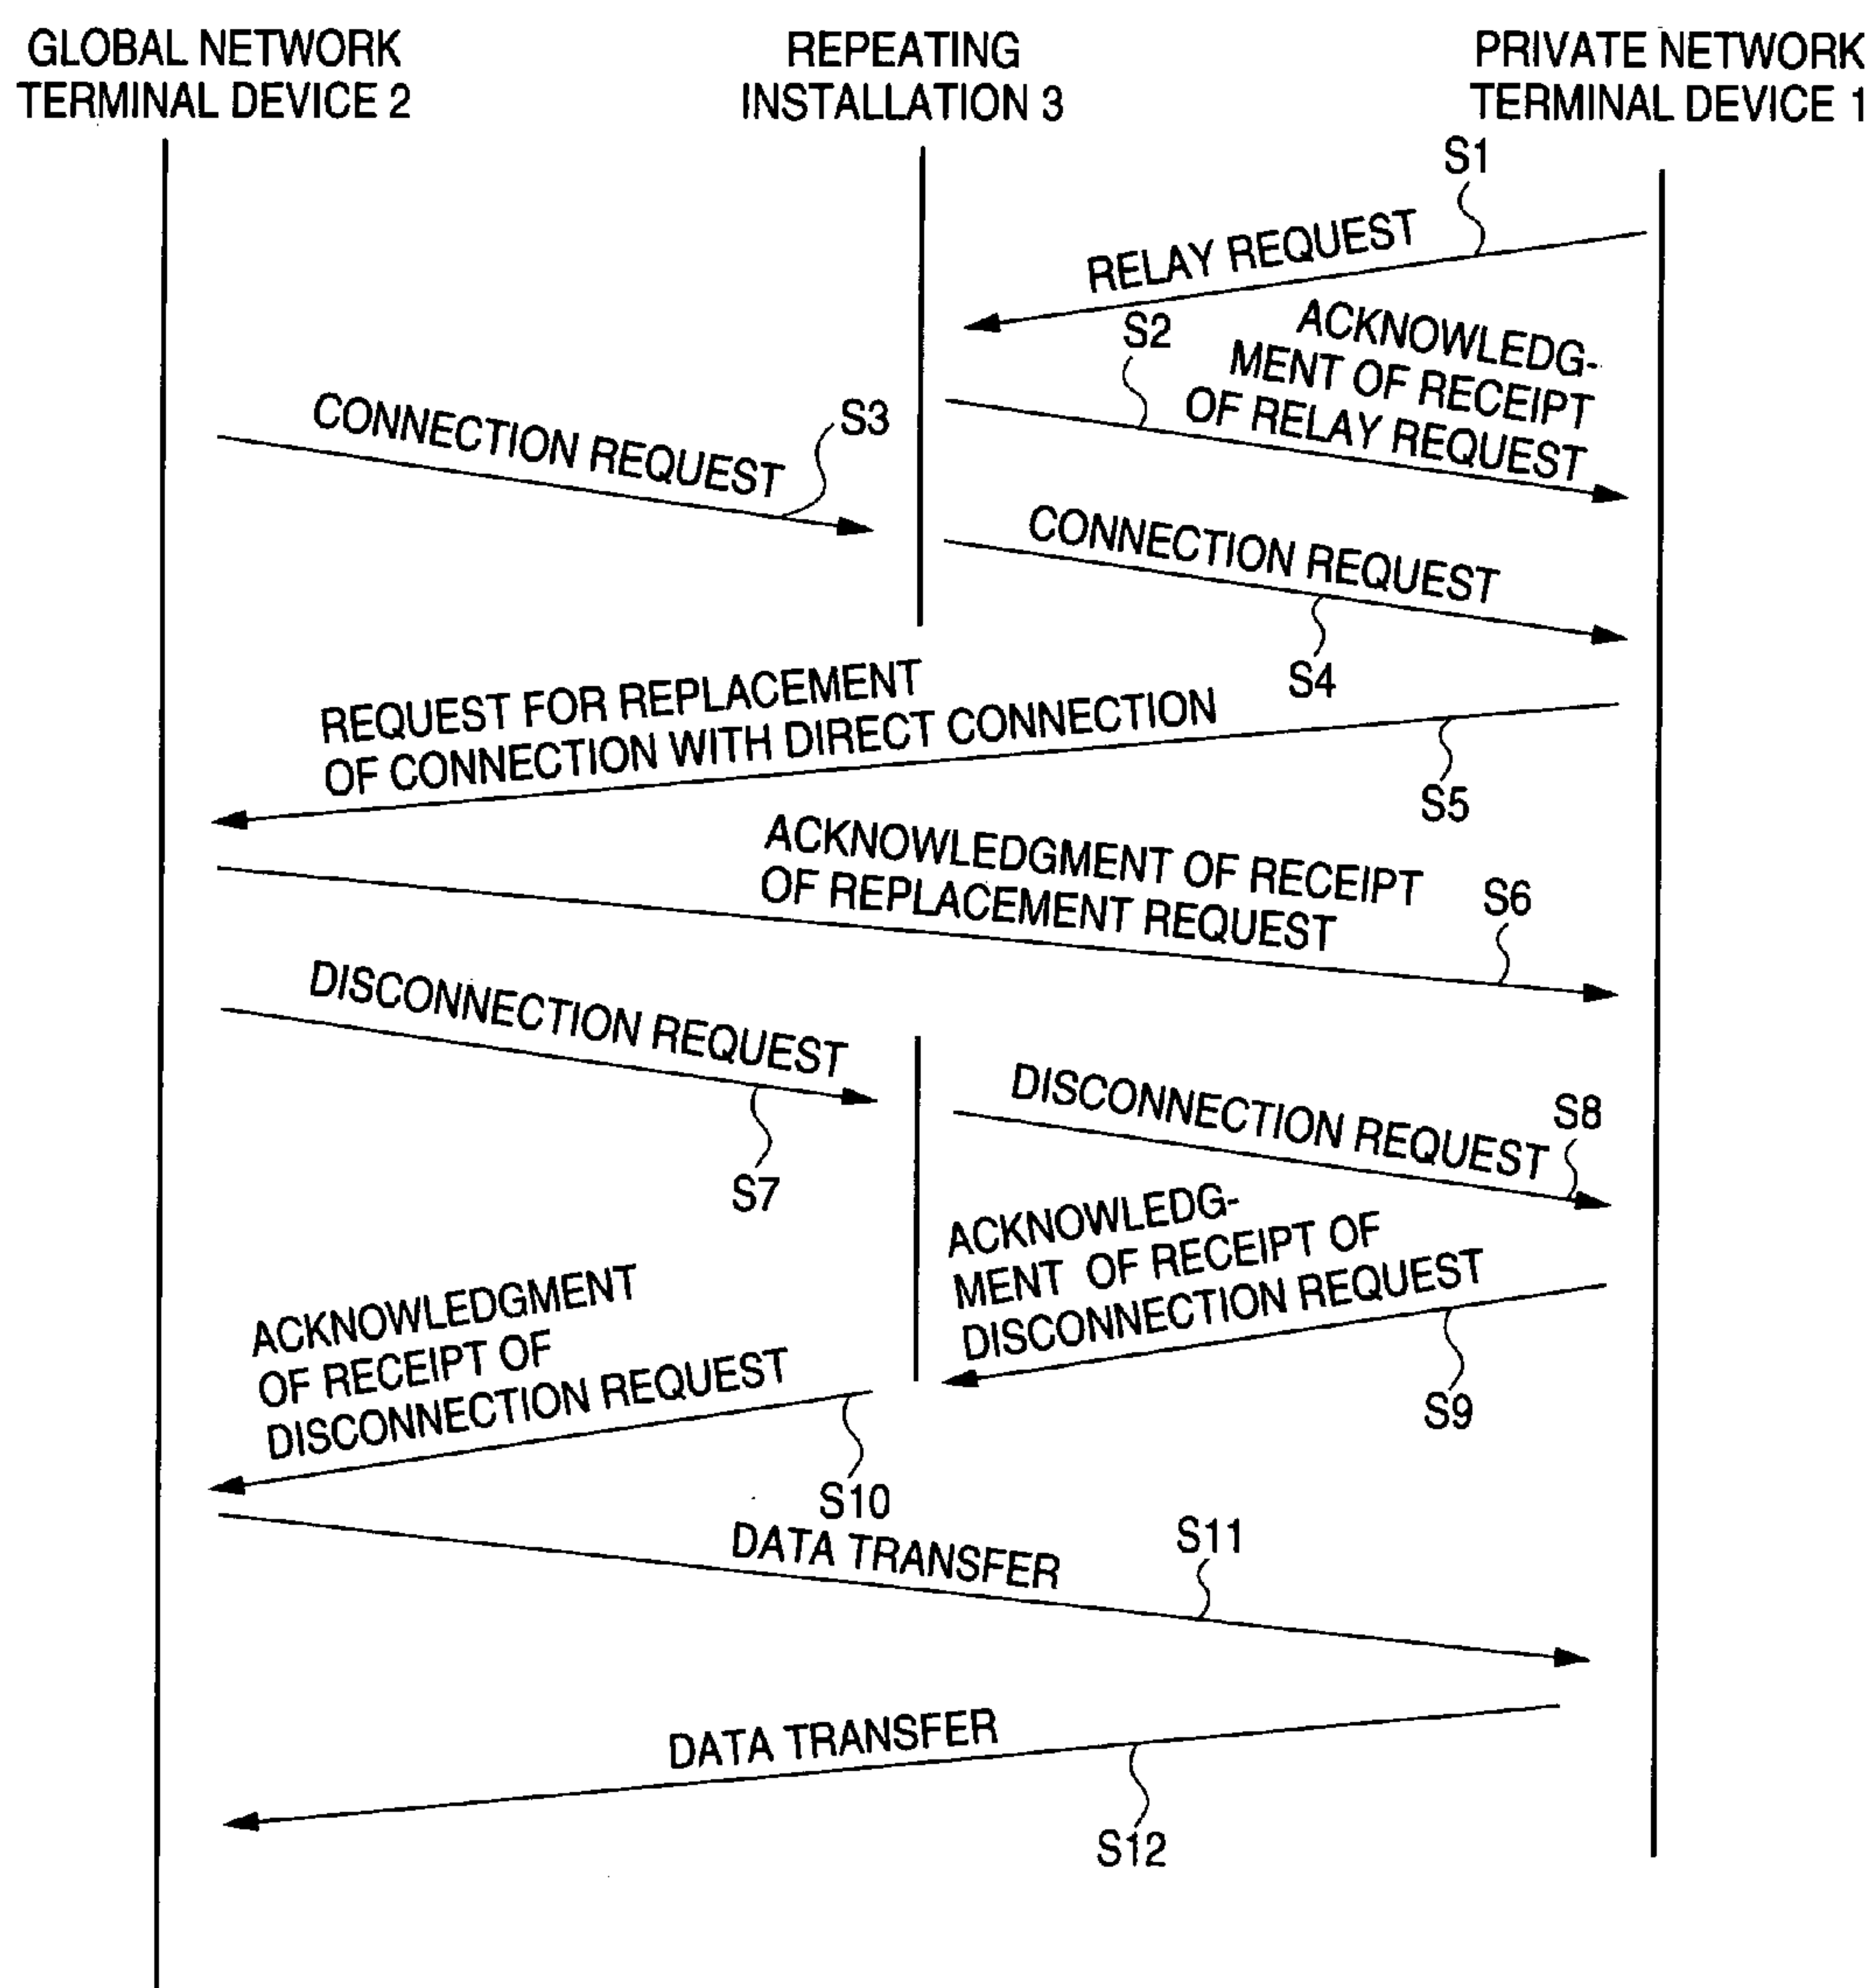 GLOBAL NETWORK
TERMINAL DEVICE 2
REPEATING
INSTALLATION 3
PRIVATE NETWORK
TERMINAL DEVICE 1
S1
RELAY REQUEST
S2
ACKNOWLEDG-
MENT OF RECEIPT
OF RELAY REQUEST
CONNECTION REQUEST
S3
CONNECTION REQUEST
S4
REQUEST FOR REPLACEMENT
OF CONNECTION WITH DIRECT CONNECTION
S5
ACKNOWLEDGMENT OF RECEIPT
OF REPLACEMENT REQUEST
S6
DISCONNECTION REQUEST
S7
DISCONNECTION REQUEST
S8
ACKNOWLEDG-
MENT OF RECEIPT OF
DISCONNECTION REQUEST
S9
ACKNOWLEDGMENT
OF RECEIPT OF
DISCONNECTION REQUEST
S10
DATA TRANSFER
S11
DATA TRANSFER
S12